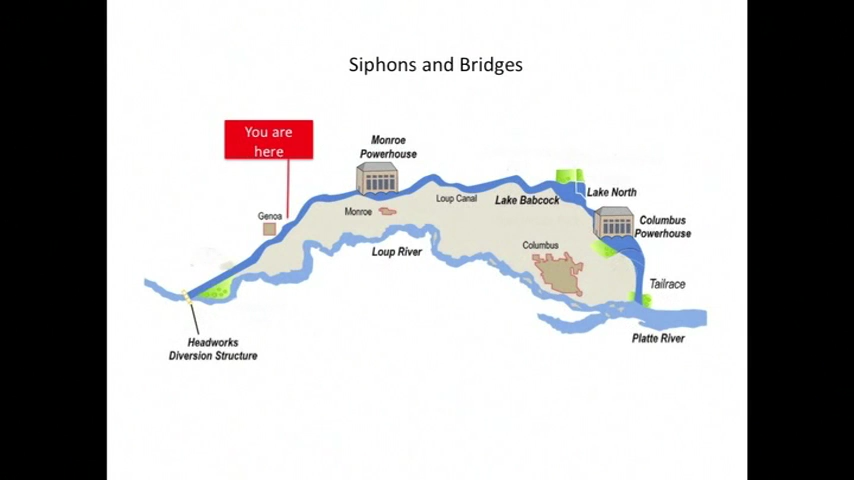 Siphons and Bridges
You are
here
Monroe
Powerhouse
Genoa
Monroe
Loup Canal
Lake Babcock
Lake North
Columbus
Powerhouse
Loup River
Columbus
Tailrace
Headworks
Diversion Structure
Platte River